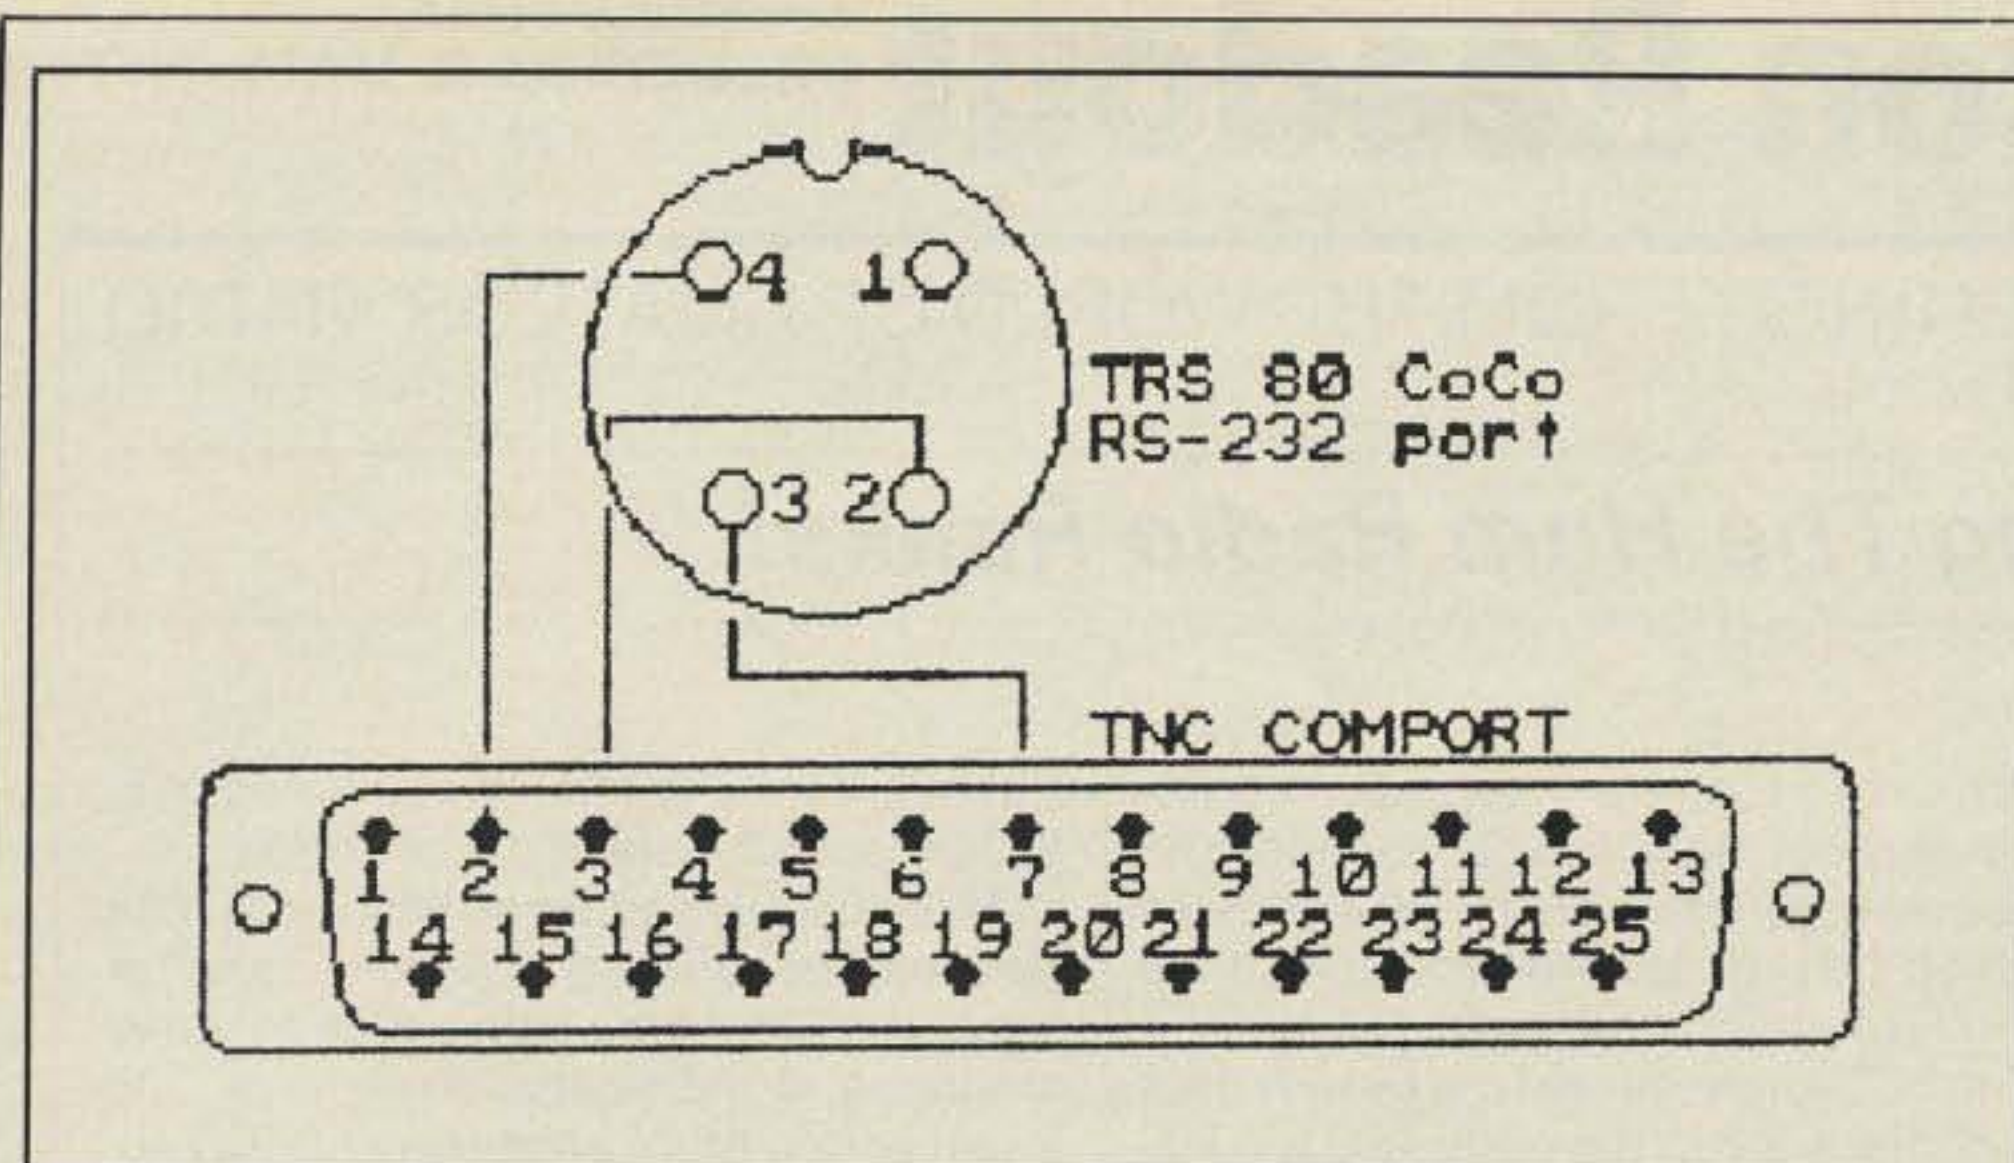 4 1
TRS 80 CoCo
RS-232 port
3 2
TNC COMPORT
1 2 3 4 5 6 7 8 9 10 11 12 13
14 15 16 17 18 19 20 21 22 23 24 25